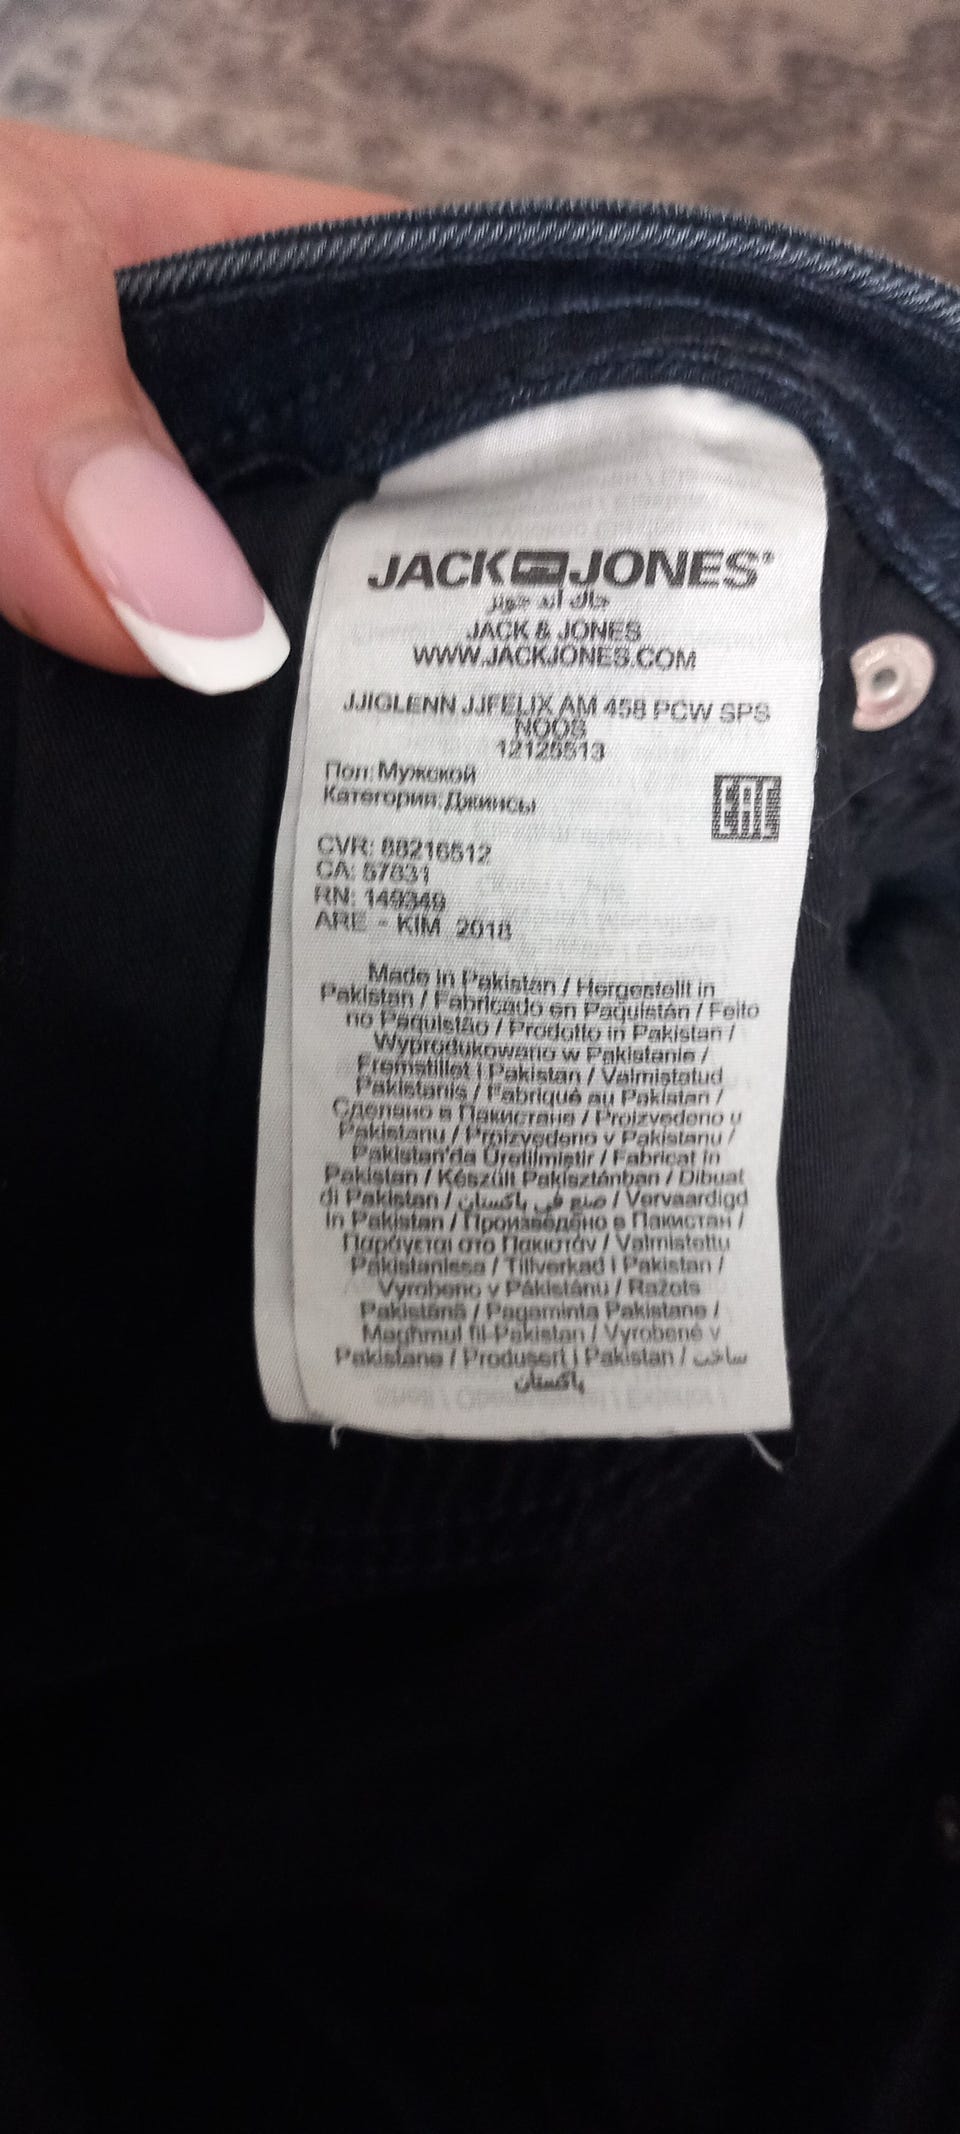 JACK JONES®
جاك أند جونز
JACK & JONES
WWW.JACKJONES.COM
JJIGLENN JJFELIX AM 458 PCW SPS
NOOS
12125513
Пол: Мужской
Категория: Джинсы
EAC
CVR: 88216512
CA: 57831
RN: 149349
ARE - KIM 2018
Made in Pakistan / Hergestellt in
Pakistan / Fabricado en Paquistán / Feito
no Paquistão / Prodotto in Pakistan /
Wyprodukowano w Pakistanie /
Fremstillet i Pakistan / Valmistatud
Pakistanis / Fabriqué au Pakistan /
Сделано в Пакистане / Proizvedeno u
Pakistanu / Proizvedeno v Pakistanu /
Pakistan'da Üretilmiştir / Fabricat în
Pakistan / Készült Pakisztánban / Dibuat
di Pakistan / صنع في باكستان / Vervaardigd
in Pakistan / Произведено в Пакистан /
Παράγεται στο Πακιστάν / Valmistettu
Pakistanissa / Tillverkad i Pakistan /
Vyrobeno v Pákistánu / Ražots
Pakistānā / Pagaminta Pakistane /
Magħmul fil-Pakistan / Vyrobené v
Pakistane / Produsert i Pakistan / ساخت
پاکستان